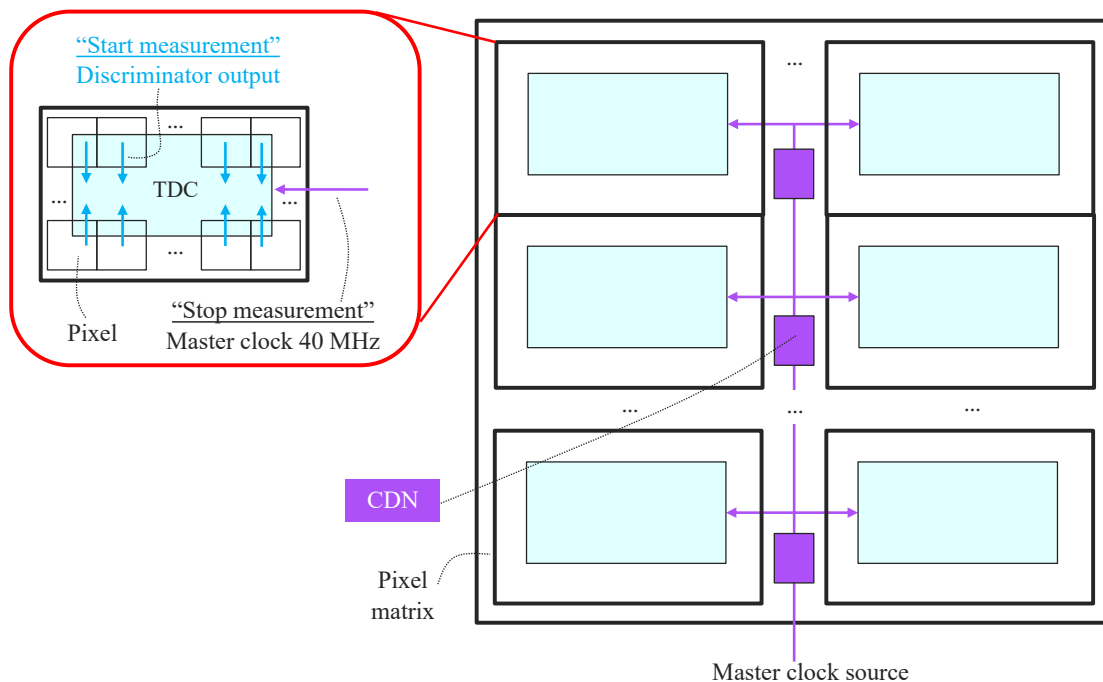 “Start measurement”
Discriminator output
...
TDC
...
...
...
Pixel
“Stop measurement”
Master clock 40 MHz
...
...
...
...
CDN
Pixel
matrix
Master clock source